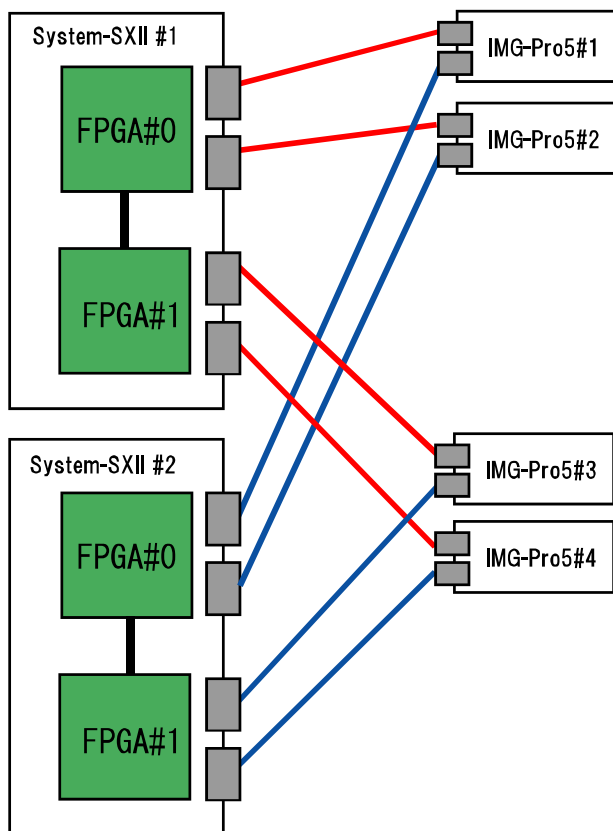 System-SXII #1
FPGA#0
FPGA#1
IMG-Pro5#1
IMG-Pro5#2
System-SXII #2
FPGA#0
FPGA#1
IMG-Pro5#3
IMG-Pro5#4